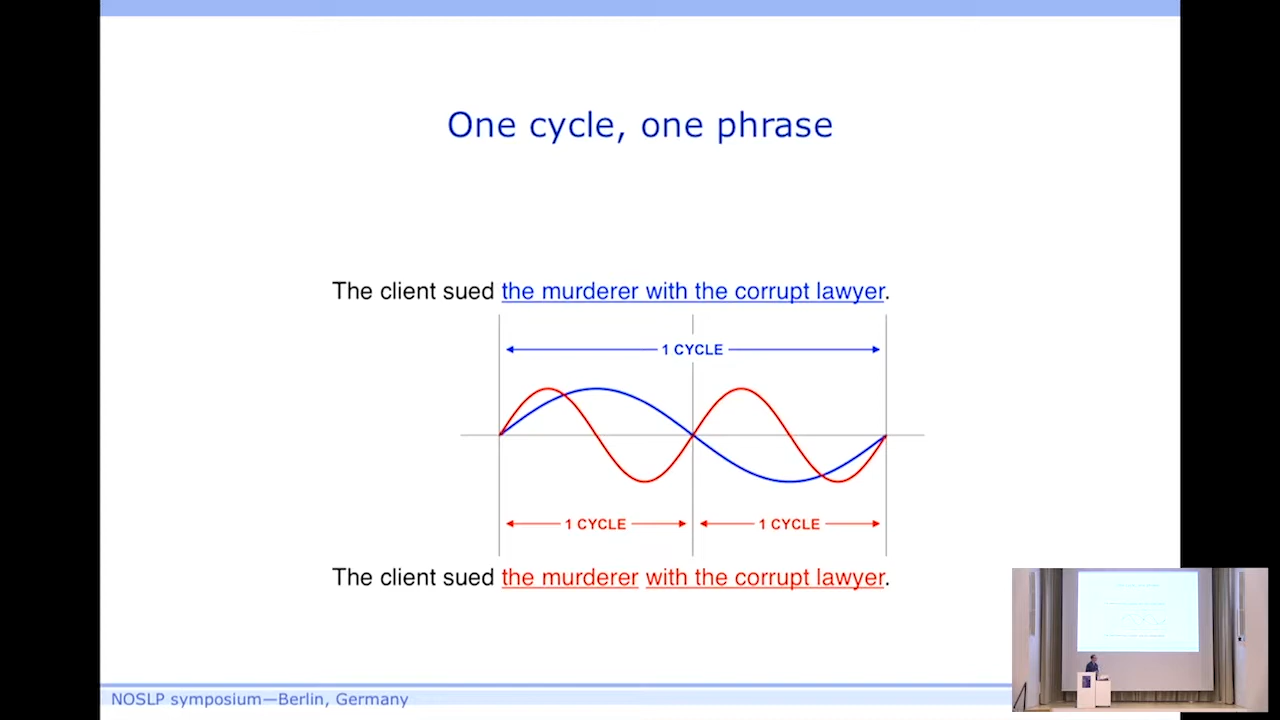 One cycle, one phrase
The client sued the murderer with the corrupt lawyer.
1 CYCLE
1 CYCLE
1 CYCLE
The client sued the murderer with the corrupt lawyer.
NOSLP symposium—Berlin, Germany